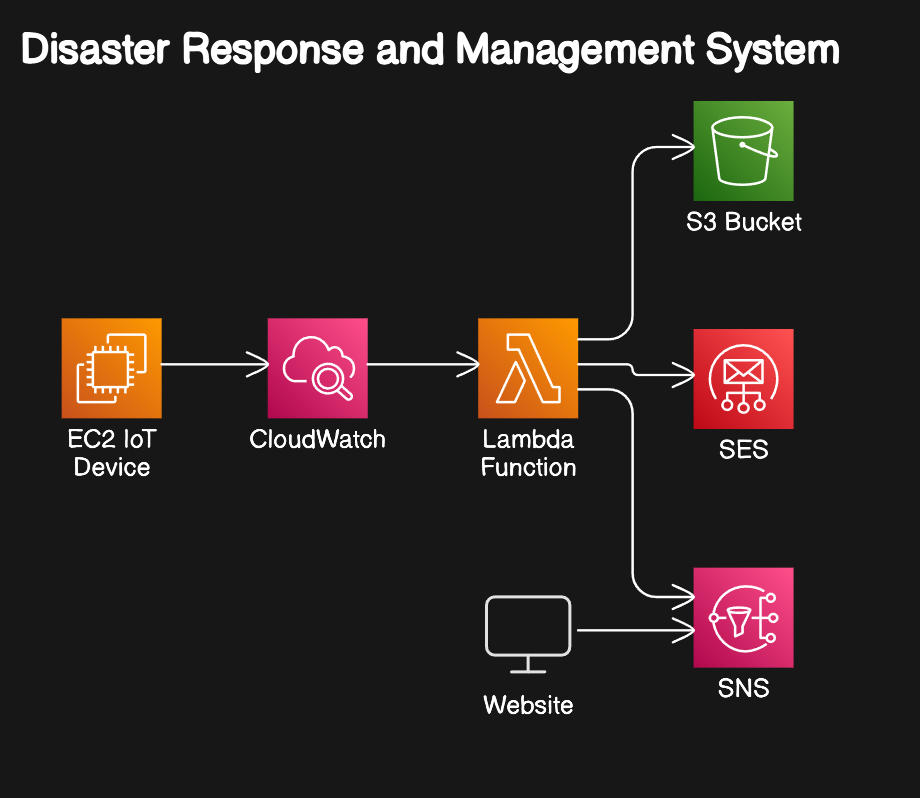 Disaster Response and Management System
S3 Bucket
EC2 IoT
Device
CloudWatch
Lambda
Function
SES
Website
SNS